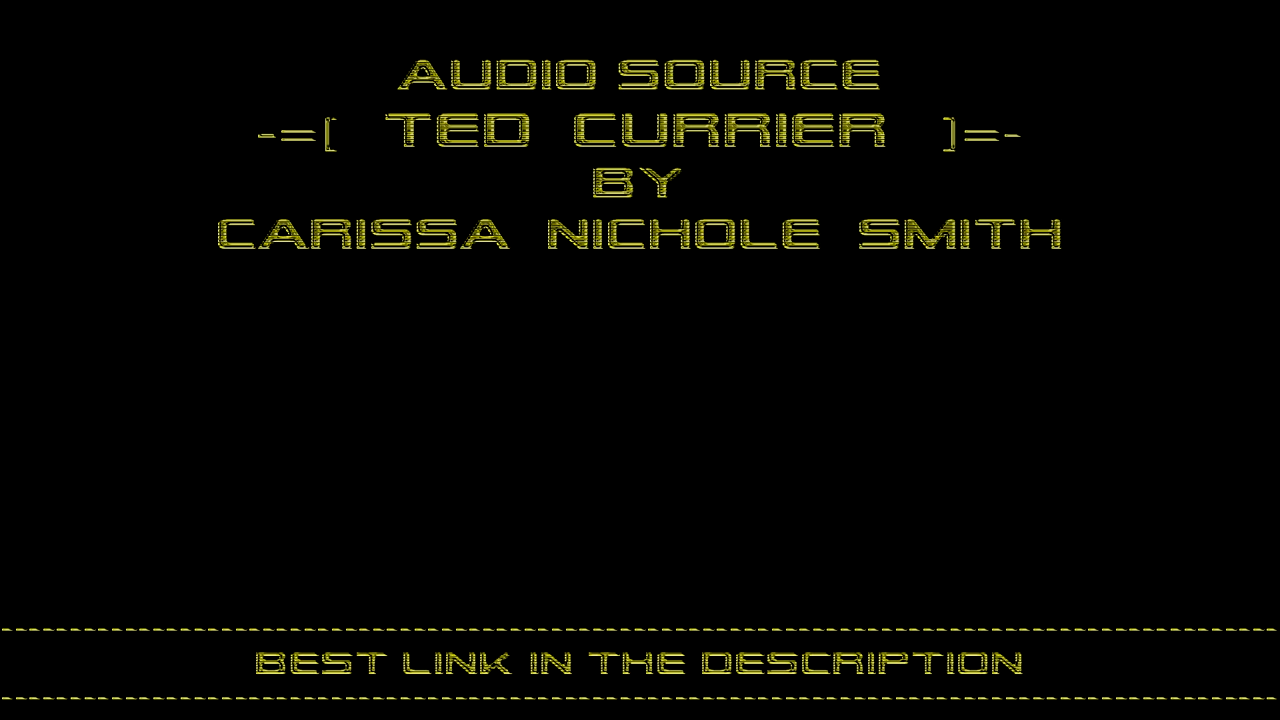 AUDIO SOURCE
-=[ TED CURRIER ]=-
BY
CARISSA NICHOLE SMITH
BEST LINK IN THE DESCRIPTION